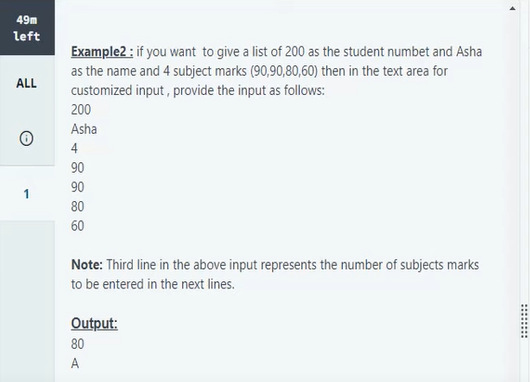 49m
left
ALL
1
Example2 : if you want to give a list of 200 as the student numbet and Asha
as the name and 4 subject marks (90,90,80,60) then in the text area for
customized input , provide the input as follows:
200
Asha
4
90
90
80
60
Note: Third line in the above input represents the number of subjects marks
to be entered in the next lines.
Output:
80
A